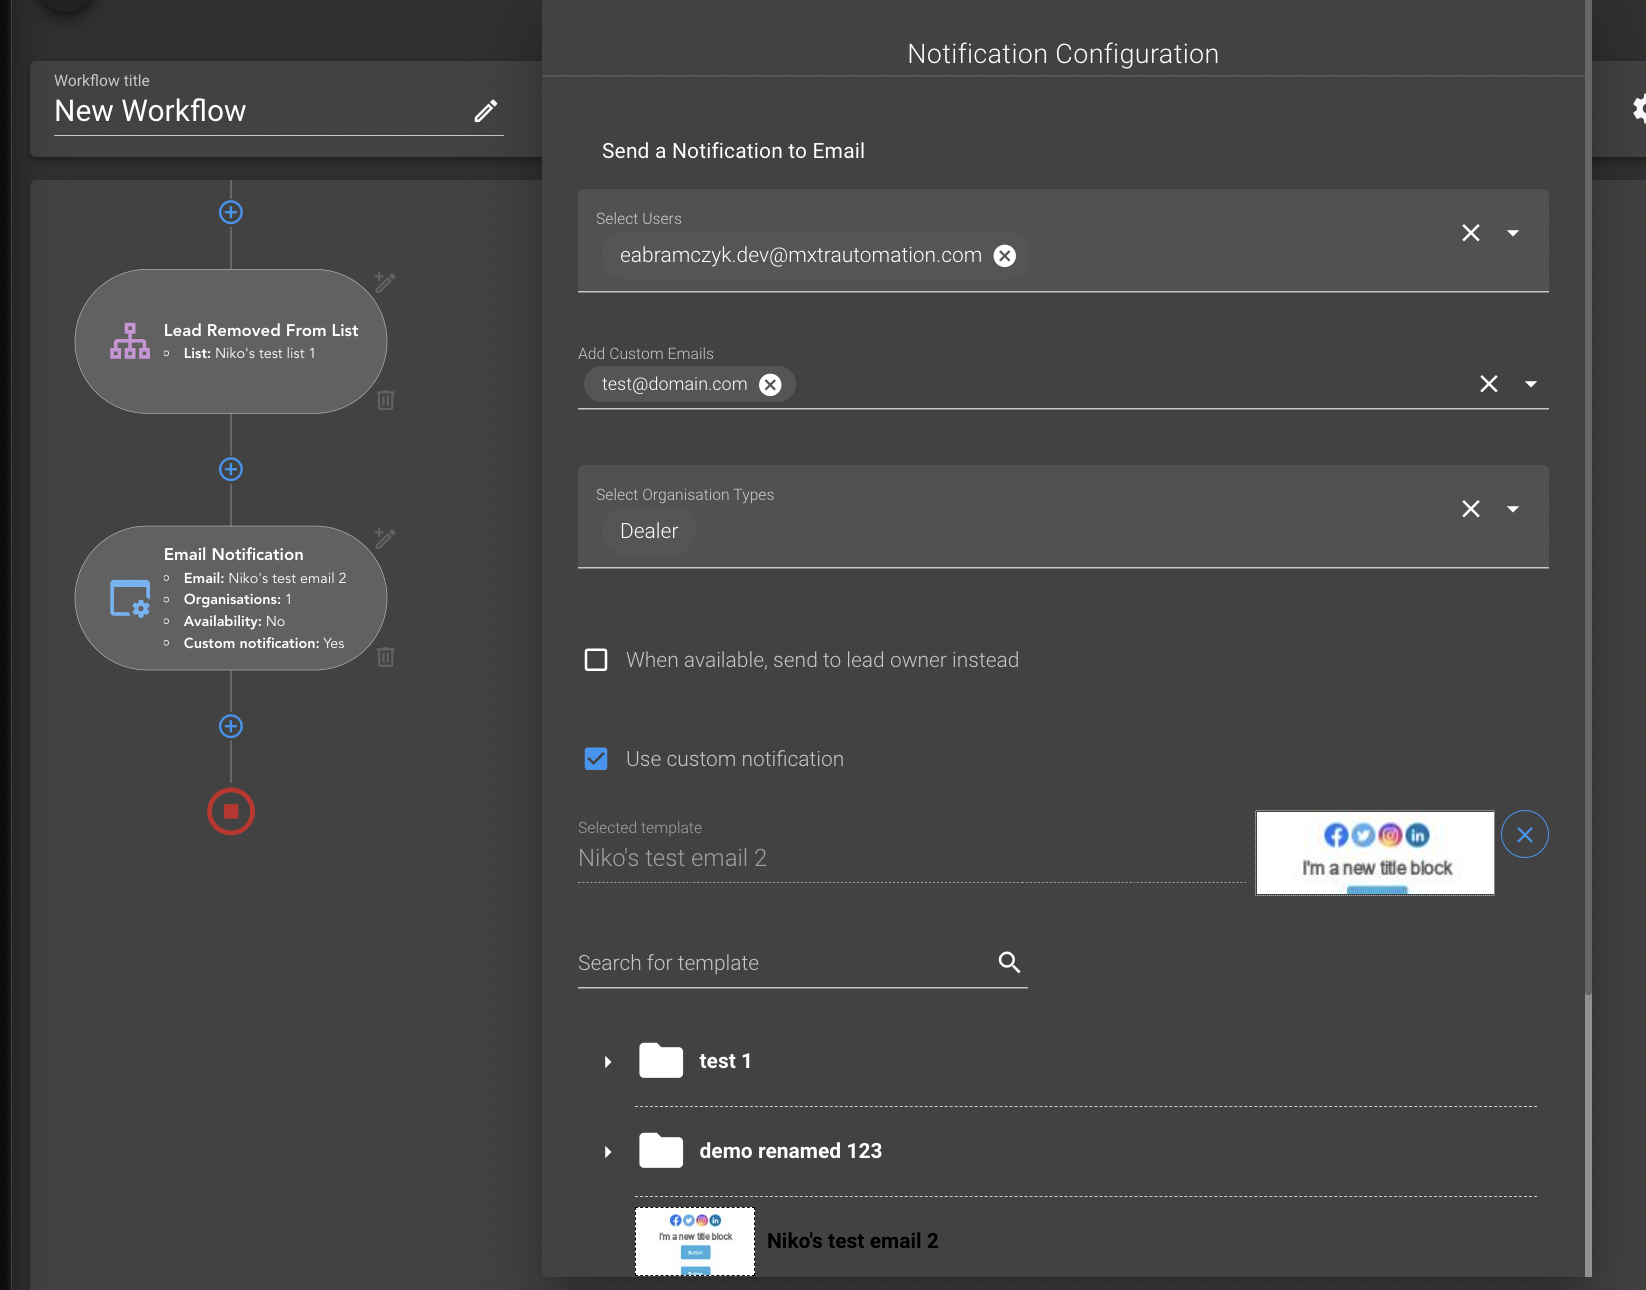 Workflow title
New Workflow
Lead Removed From List
List: Niko's test list 1
Email Notification
Email: Niko's test email 2
Organisations: 1
Availability: No
Custom notification: Yes
Notification Configuration
Send a Notification to Email
Select Users
eabramczyk.dev@mxtrautomation.com
Add Custom Emails
test@domain.com
Select Organisation Types
Dealer
When available, send to lead owner instead
Use custom notification
Selected template
Niko's test email 2
I'm a new title block
Search for template
test 1
demo renamed 123
I'm a new title block
Button
Niko's test email 2